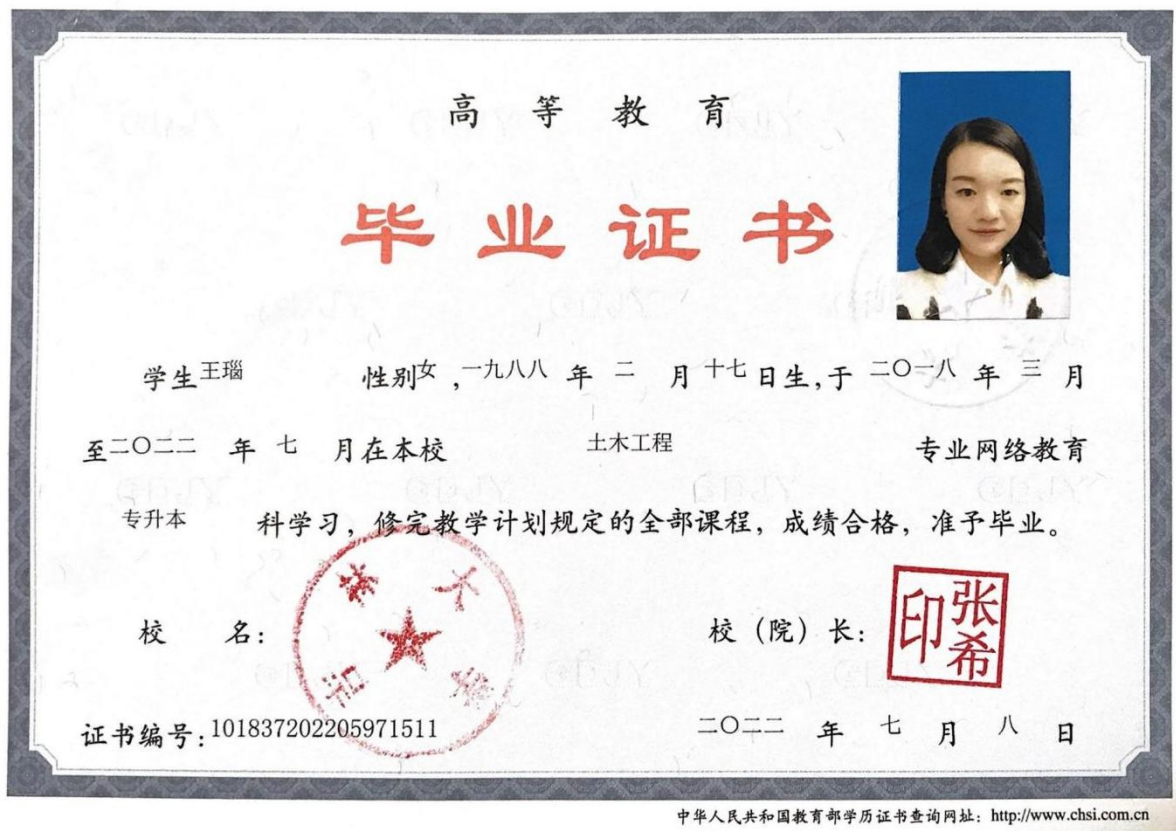 高等教育
毕业证书
学生王瑙 性别女,一九八八年二月十七日生,于二〇一八年三月
至二〇二二年七月在本校 土木工程 专业网络教育
专升本 科学习,修完教学计划规定的全部课程,成绩合格,准予毕业。
校 名: 吉林大学 校(院)长: 张希印
证书编号:101837202205971511 二〇二二年七月八日
中华人民共和国教育部学历证书查询网址:http://www.chsi.com.cn